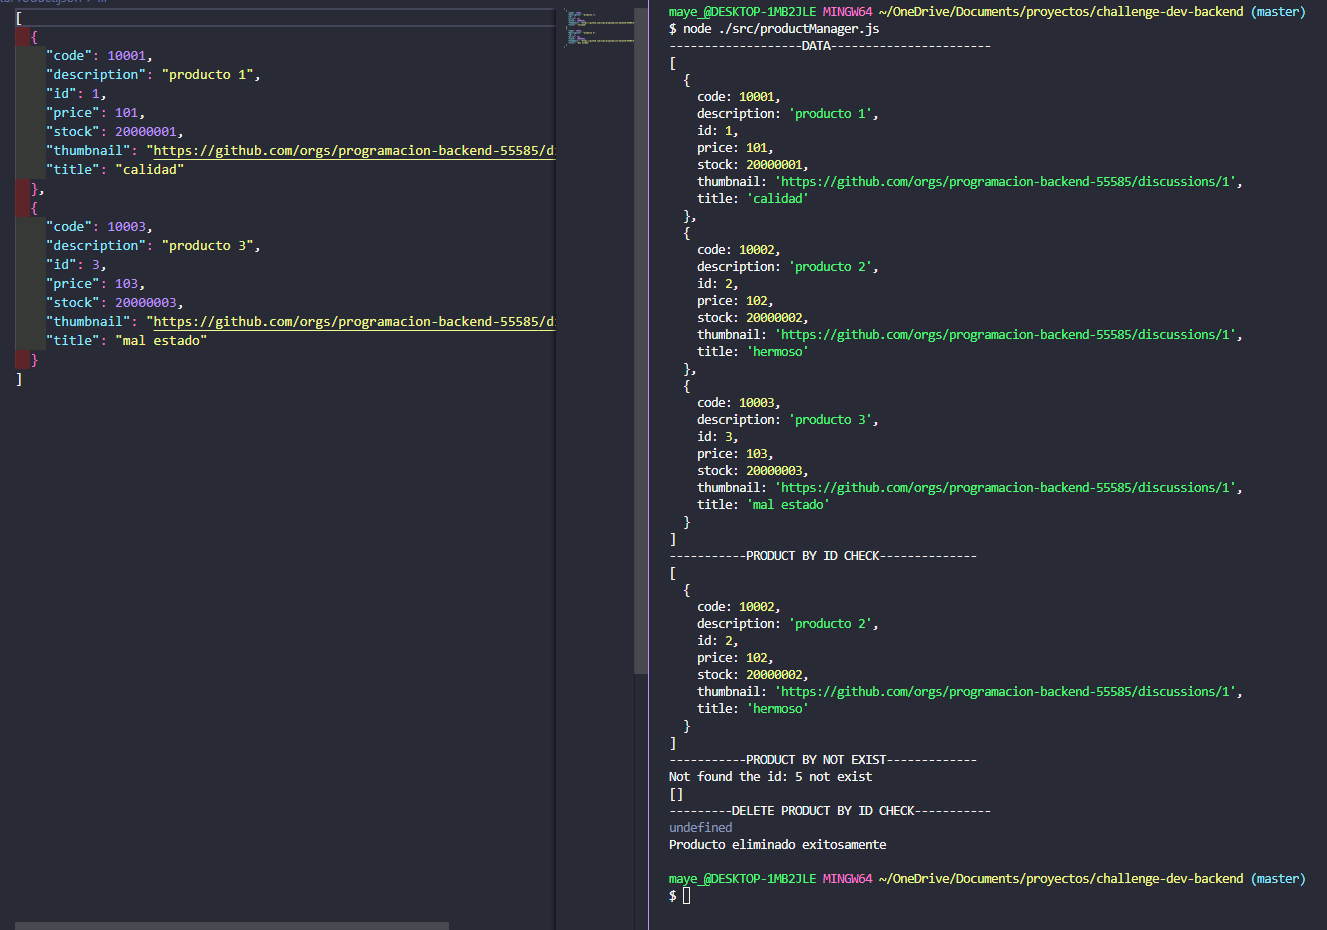 [
{
"code": 10001,
"description": "producto 1",
"id": 1,
"price": 101,
"stock": 20000001,
"thumbnail": "https://github.com/orgs/programacion-backend-55585/d
"title": "calidad"
},
{
"code": 10003,
"description": "producto 3",
"id": 3,
"price": 103,
"stock": 20000003,
"thumbnail": "https://github.com/orgs/programacion-backend-55585/d
"title": "mal estado"
}
]
maye_@DESKTOP-1MB2JLE MINGW64 ~/OneDrive/Documents/proyectos/challenge-dev-backend (master)
$ node ./src/productManager.js
-------------------DATA-----------------------
[
{
code: 10001,
description: 'producto 1',
id: 1,
price: 101,
stock: 20000001,
thumbnail: 'https://github.com/orgs/programacion-backend-55585/discussions/1',
title: 'calidad'
},
{
code: 10002,
description: 'producto 2',
id: 2,
price: 102,
stock: 20000002,
thumbnail: 'https://github.com/orgs/programacion-backend-55585/discussions/1',
title: 'hermoso'
},
{
code: 10003,
description: 'producto 3',
id: 3,
price: 103,
stock: 20000003,
thumbnail: 'https://github.com/orgs/programacion-backend-55585/discussions/1',
title: 'mal estado'
}
]
-----------PRODUCT BY ID CHECK--------------
[
{
code: 10002,
description: 'producto 2',
id: 2,
price: 102,
stock: 20000002,
thumbnail: 'https://github.com/orgs/programacion-backend-55585/discussions/1',
title: 'hermoso'
}
]
-----------PRODUCT BY NOT EXIST-------------
Not found the id: 5 not exist
[]
---------DELETE PRODUCT BY ID CHECK-----------
undefined
Producto eliminado exitosamente
maye_@DESKTOP-1MB2JLE MINGW64 ~/OneDrive/Documents/proyectos/challenge-dev-backend (master)
$